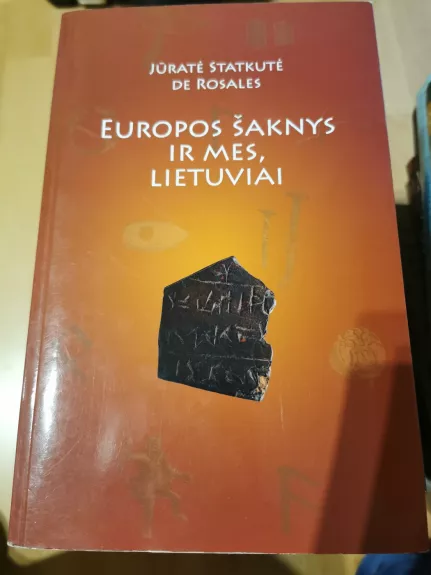 JŪRATĖ STATKUTĖ
DE ROSALES
EUROPOS ŠAKNYS
IR MES,
LIETUVIAI